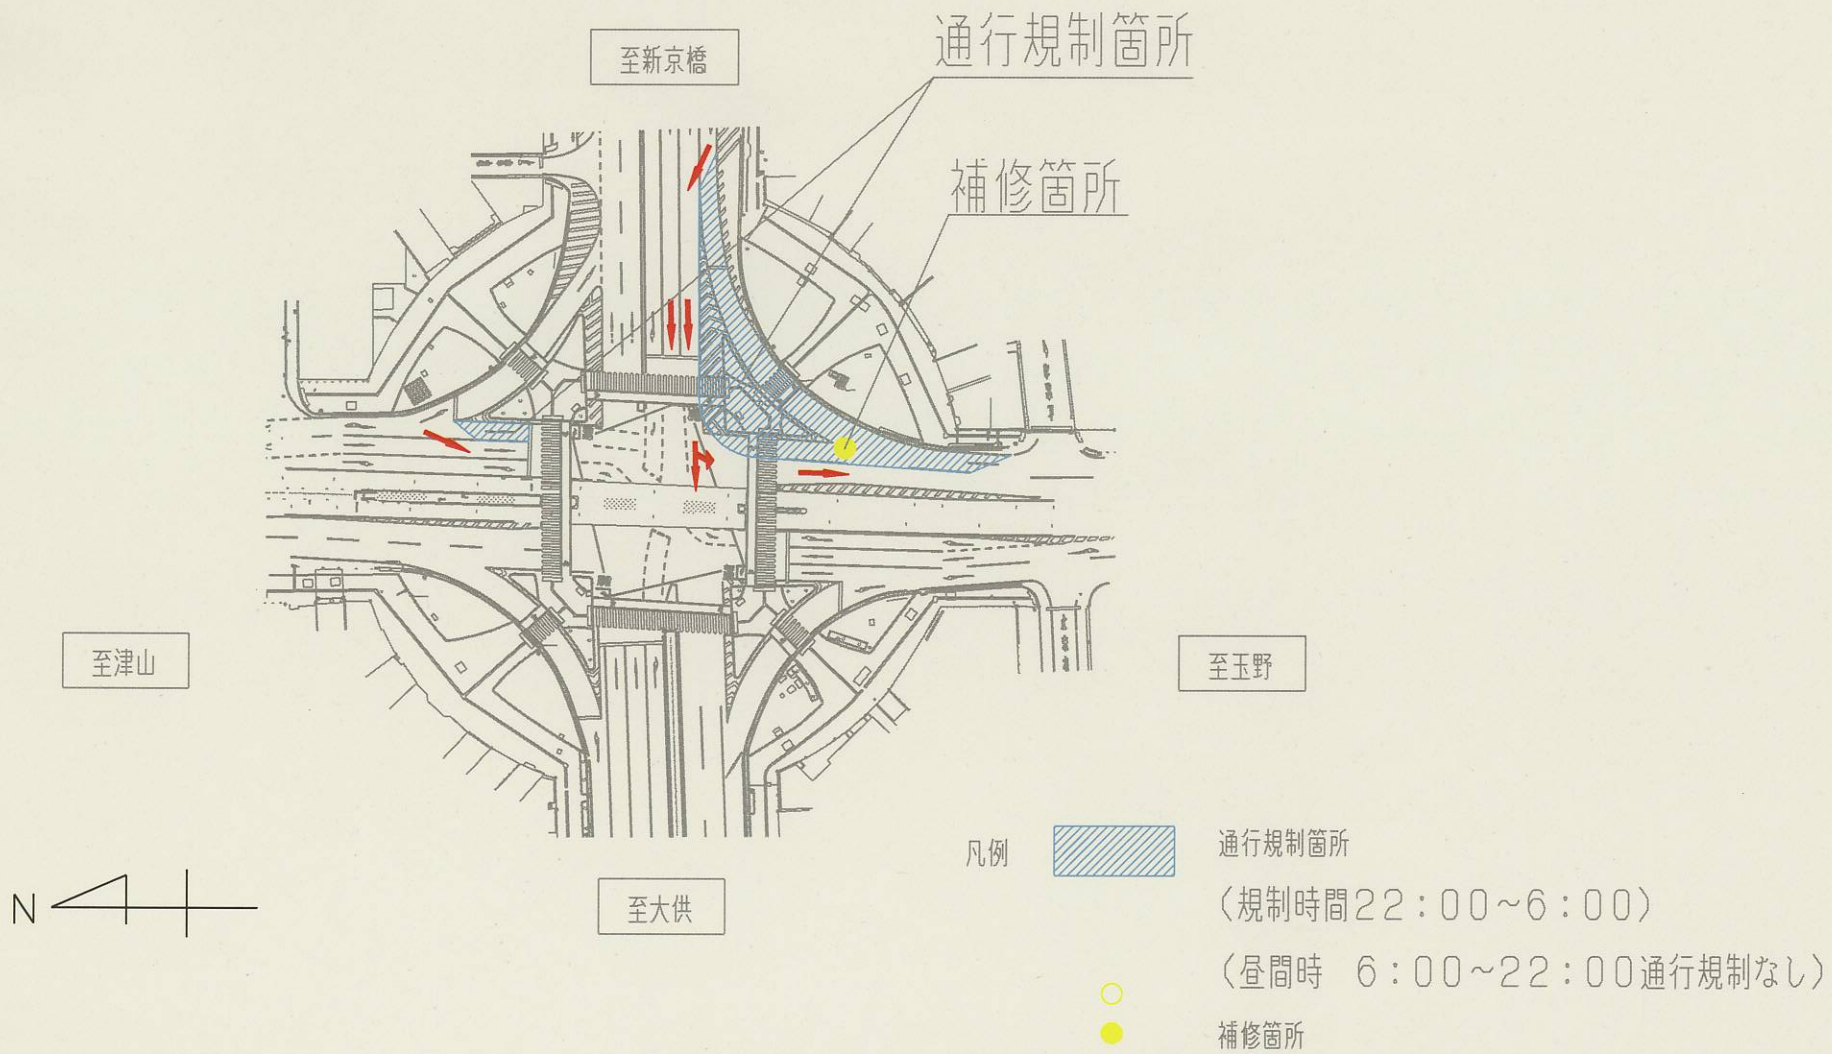 通行規制箇所
至新京橋
補修箇所
至津山
至玉野
凡例
通行規制箇所
(規制時間22:00~6:00)
(昼間時 6:00~22:00通行規制なし)
補修箇所
至大供
N